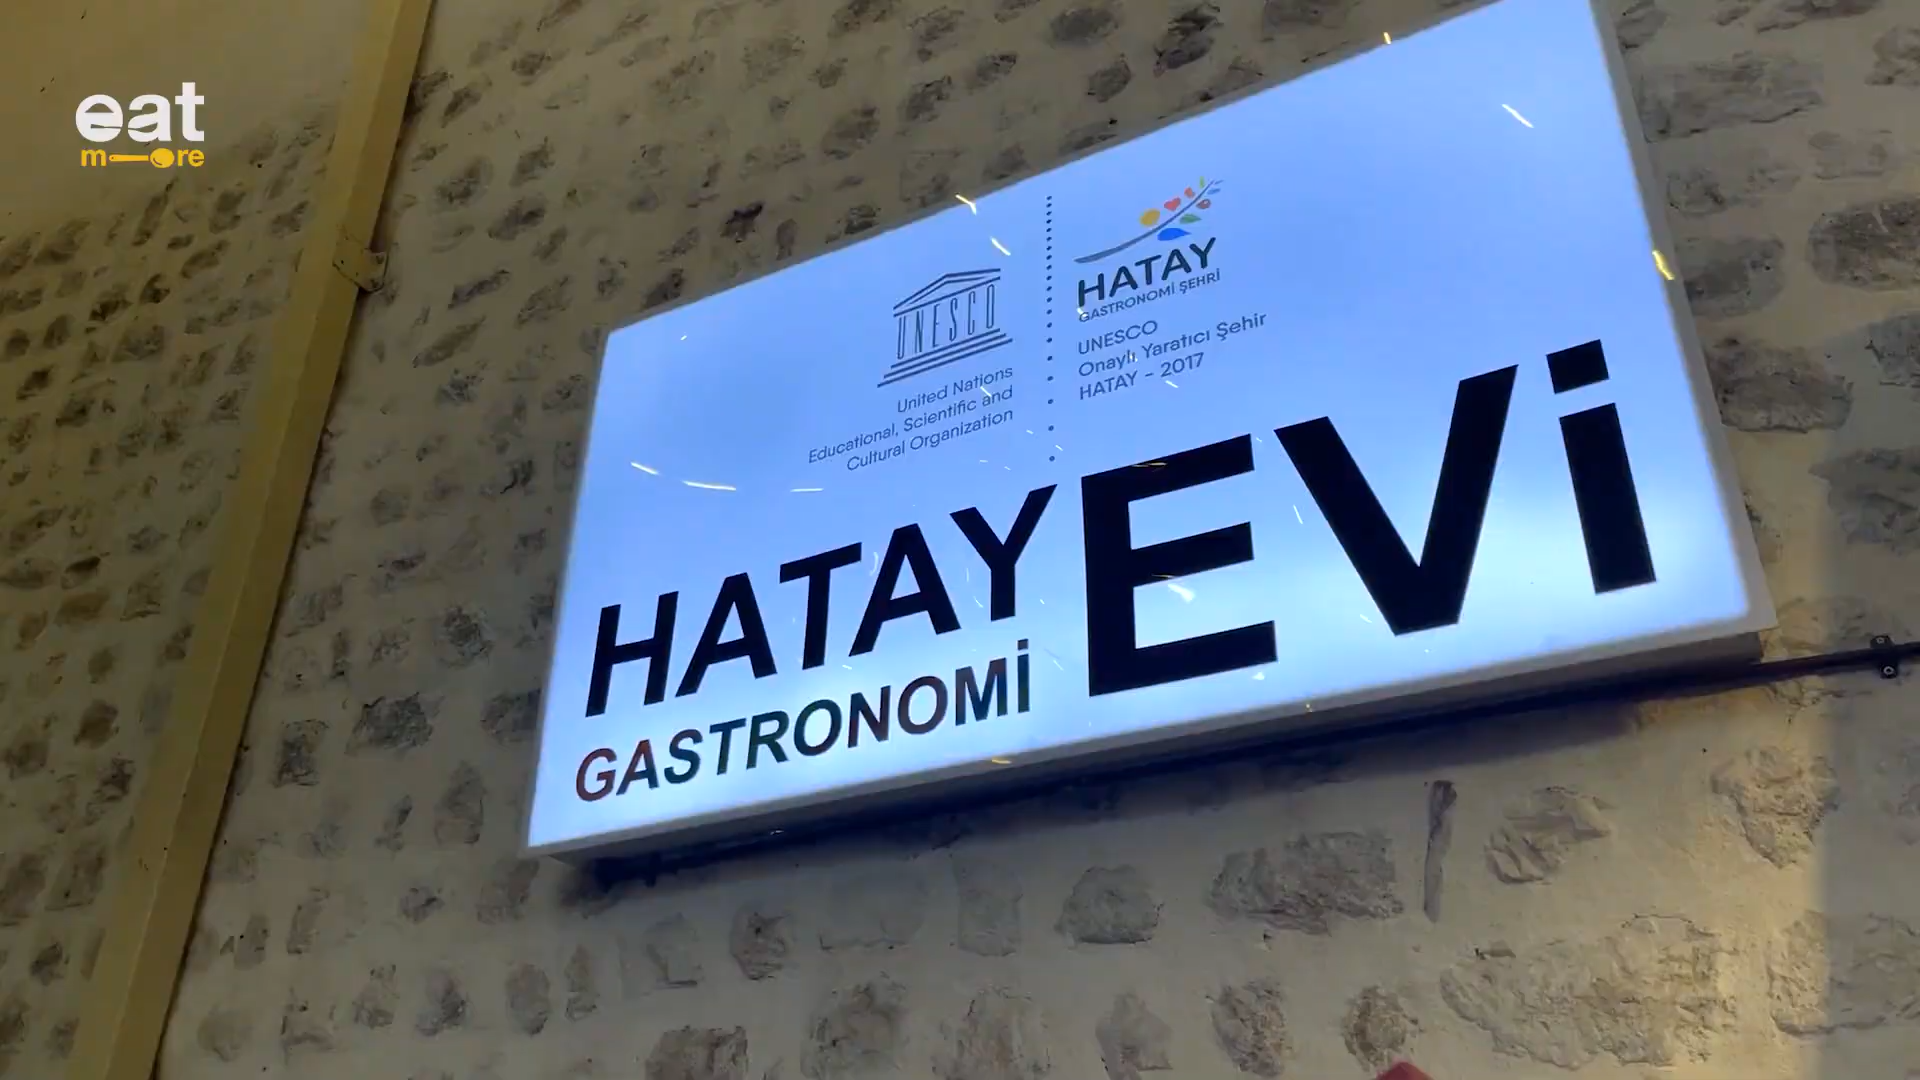 eat
more
UNESCO
United Nations
Educational, Scientific and
Cultural Organization
HATAY
GASTRONOMİ ŞEHRİ
UNESCO
Onaylı Yaratıcı Şehir
HATAY - 2017
HATAY
GASTRONOMİ
EVİ